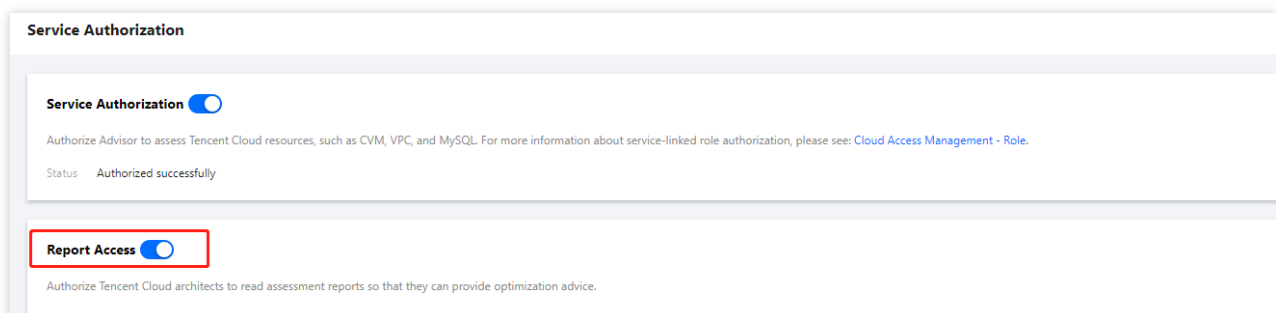 Service Authorization
Service Authorization
Authorize Advisor to assess Tencent Cloud resources, such as CVM, VPC, and MySQL. For more information about service-linked role authorization, please see: Cloud Access Management - Role.
Status Authorized successfully
Report Access
Authorize Tencent Cloud architects to read assessment reports so that they can provide optimization advice.